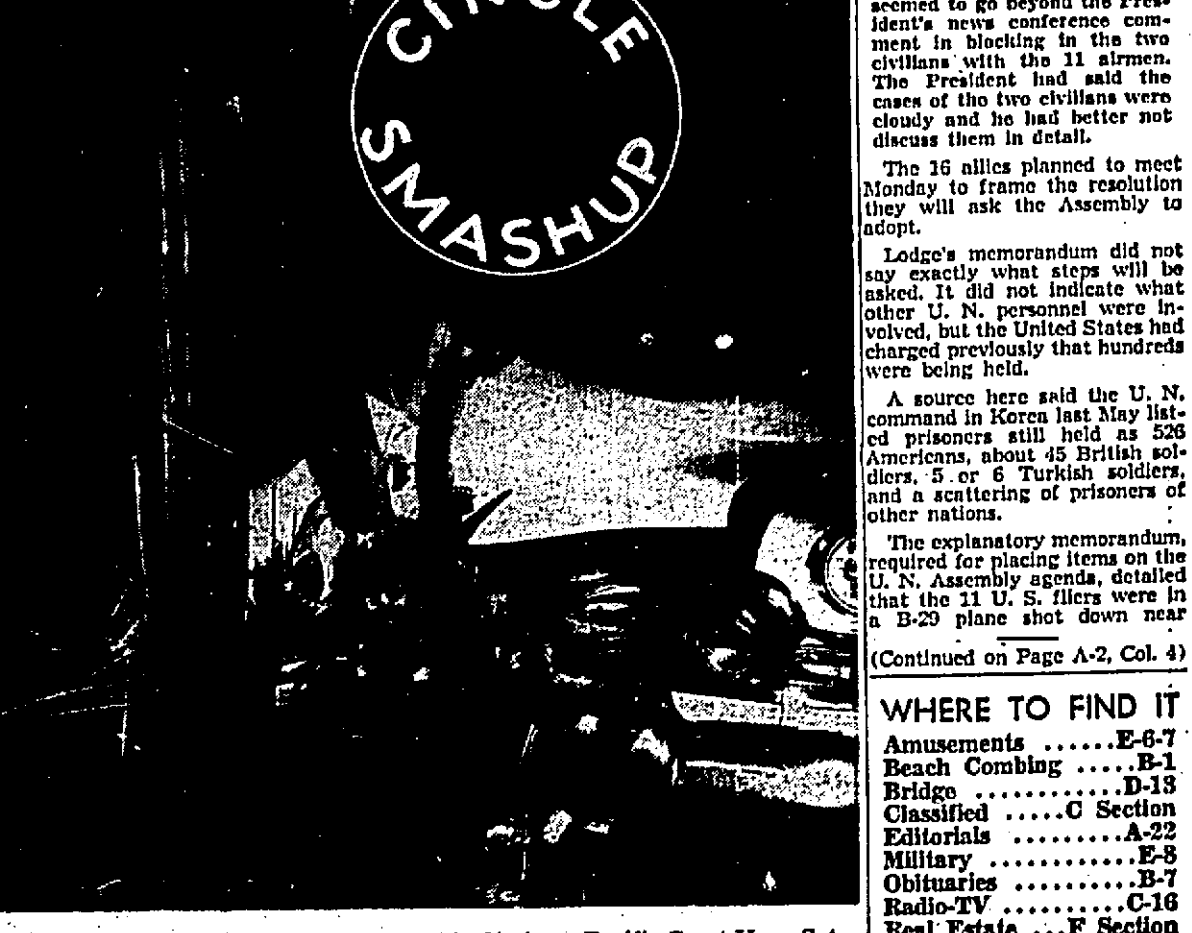 CIRCLE
SMASHUP
seemed to go beyond the Pres-
ident's news conference com-
ment in blocking in the two
civilians with the 11 airmen.
The President had said the
cases of the two civilians were
cloudy and he had better not
discuss them in detail.
The 16 allies planned to meet
Monday to frame the resolution
they will ask the Assembly to
adopt.
Lodge's memorandum did not
say exactly what steps will be
asked. It did not indicate what
other U. N. personnel were in-
volved, but the United States had
charged previously that hundreds
were being held.
A source here said the U. N.
command in Korea last May list-
ed prisoners still held as 526
Americans, about 45 British sol-
diers, 5 or 6 Turkish soldiers,
and a scattering of prisoners of
other nations.
The explanatory memorandum,
required for placing items on the
U. N. Assembly agenda, detailed
that the 11 U. S. fliers were in
a B-29 plane shot down near
(Continued on Page A-2, Col. 4)
WHERE TO FIND IT
Amusements ......E-6-7
Beach Combing .....B-1
Bridge ............D-13
Classified .....C Section
Editorials .........A-22
Military ............E-8
Obituaries ..........B-7
Radio-TV ..........C-16
Real Estate ...F Section